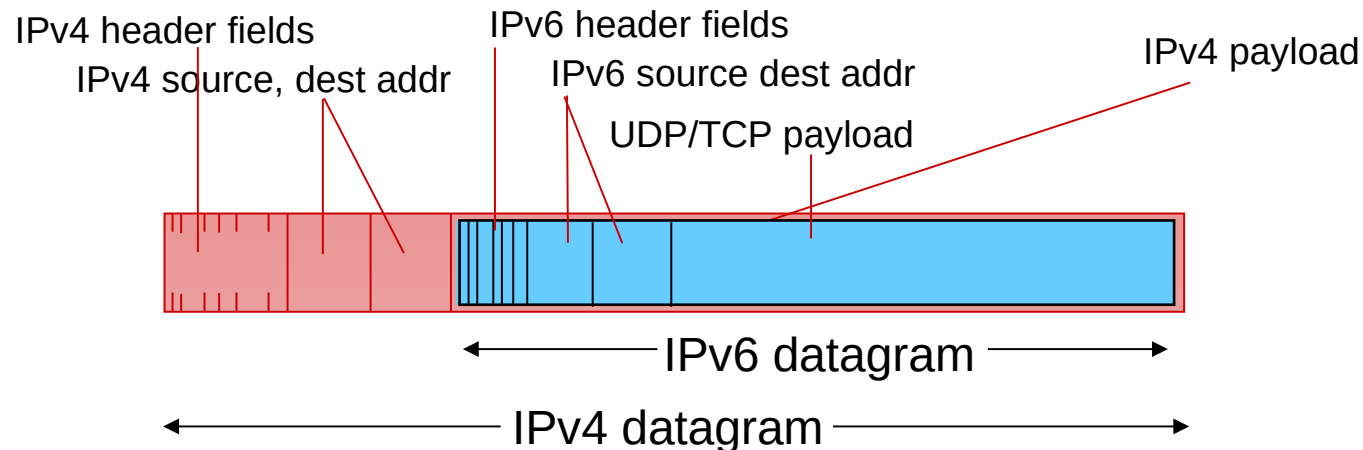 IPv4 header fields
IPv6 header fields
IPv4 payload
IPv4 source, dest addr
IPv6 source dest addr
UDP/TCP payload
IPv6 datagram
IPv4 datagram